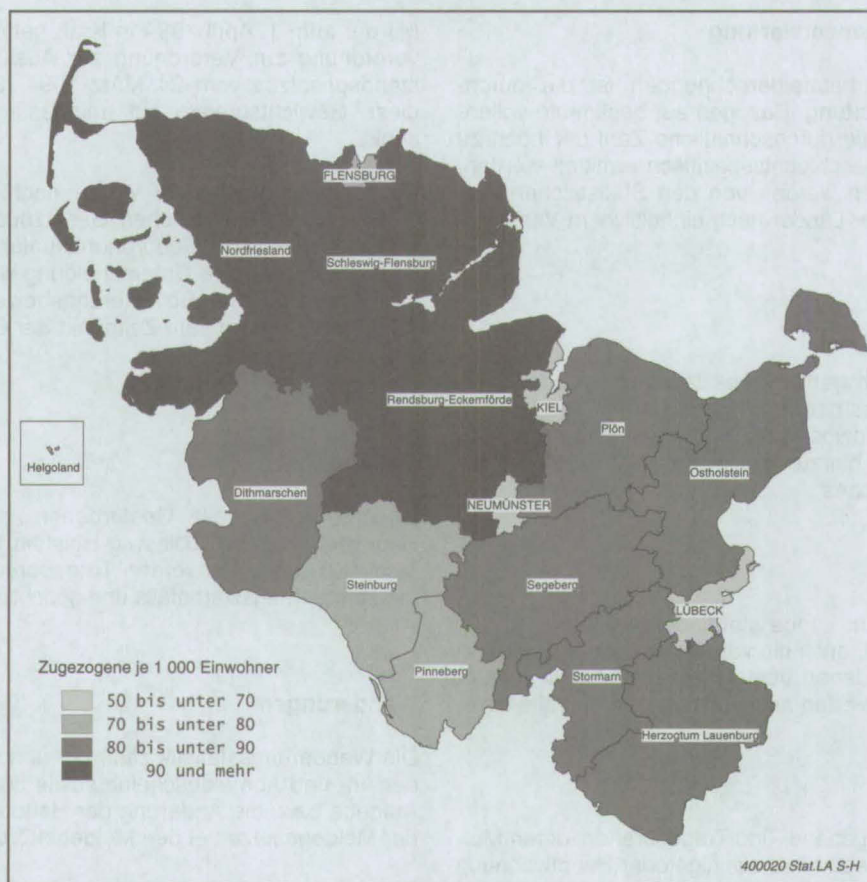 FLENSBURG
Nordfriesland
Schleswig-Flensburg
Rendsburg-Eckernförde
KIEL
Plön
Ostholstein
Helgoland
Dithmarschen
NEUMÜNSTER
Steinburg
Segeberg
LÜBECK
Pinneberg
Stormarn
Herzogtum Lauenburg
Zugezogene je 1 000 Einwohner
50 bis unter 70
70 bis unter 80
80 bis unter 90
90 und mehr
400020 Stat.LA S-H